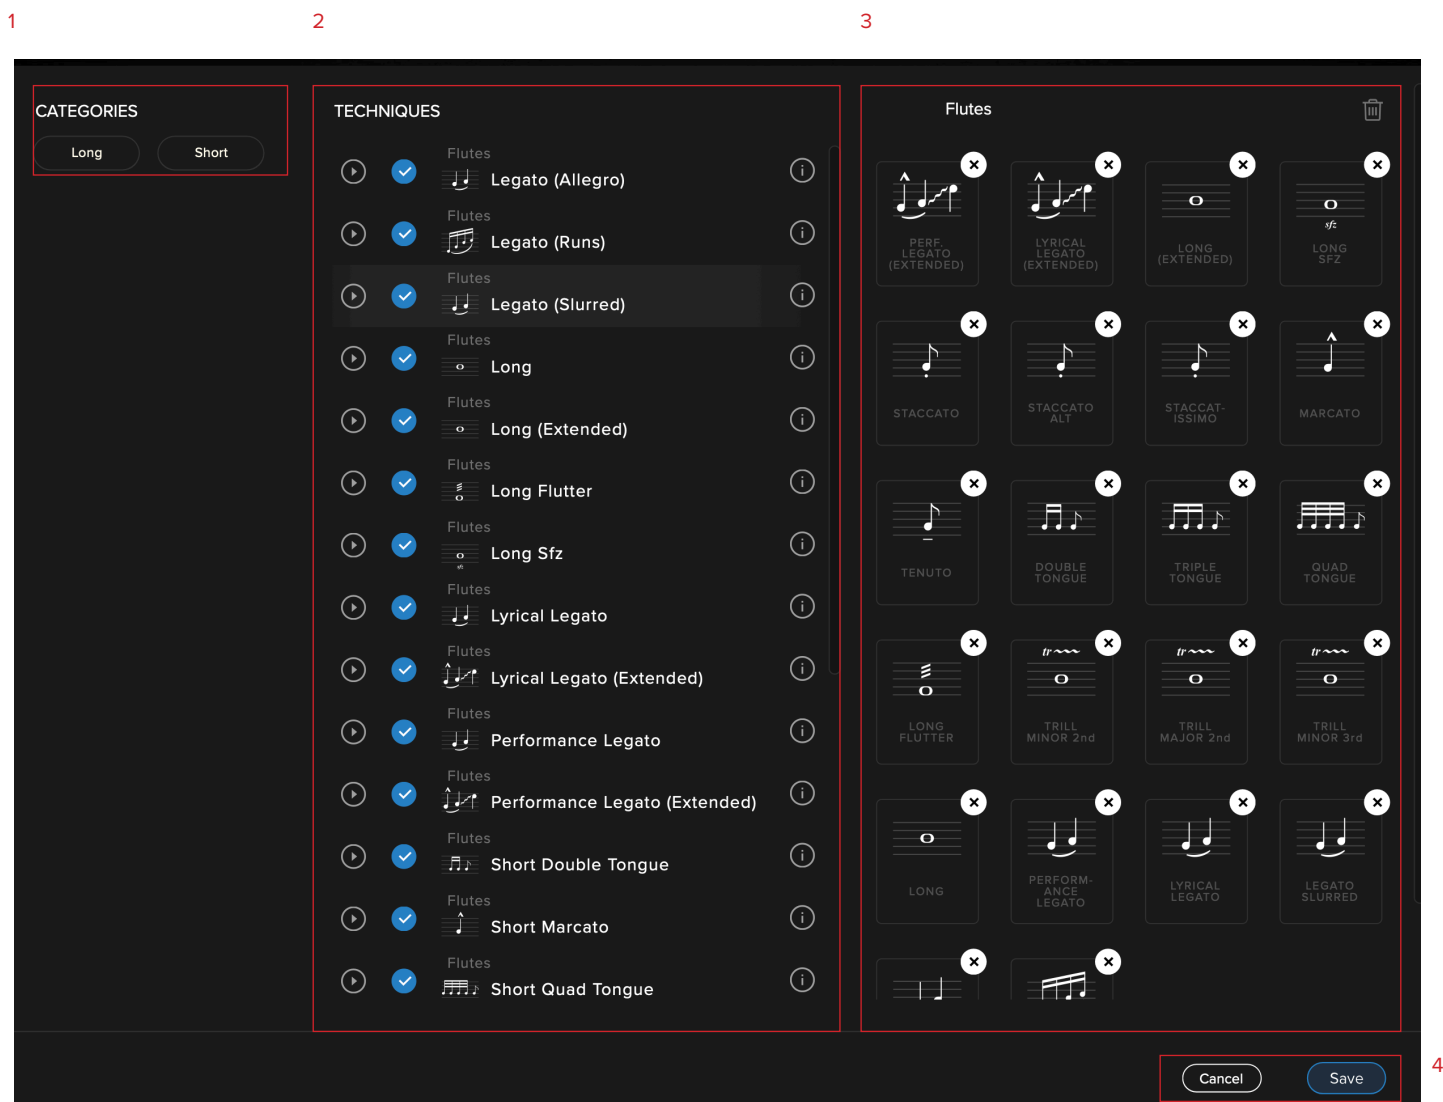 1
2
3
CATEGORIES
Long
Short
TECHNIQUES
Flutes
Legato (Allegro)
Flutes
Legato (Runs)
Flutes
Legato (Slurred)
Flutes
Long
Flutes
Long (Extended)
Flutes
Long Flutter
Flutes
Long Sfz
Flutes
Lyrical Legato
Flutes
Lyrical Legato (Extended)
Flutes
Performance Legato
Flutes
Performance Legato (Extended)
Flutes
Short Double Tongue
Flutes
Short Marcato
Flutes
Short Quad Tongue
Flutes
PERF.
LEGATO
(EXTENDED)
LYRICAL
LEGATO
(EXTENDED)
LONG
(EXTENDED)
sfz
LONG
SFZ
STACCATO
STACCATO
ALT
STACCAT-
ISSIMO
MARCATO
TENUTO
DOUBLE
TONGUE
TRIPLE
TONGUE
QUAD
TONGUE
LONG
FLUTTER
tr
TRILL
MINOR 2nd
tr
TRILL
MAJOR 2nd
tr
TRILL
MINOR 3rd
LONG
PERFORM-
ANCE
LEGATO
LYRICAL
LEGATO
LEGATO
SLURRED
Cancel
Save
4